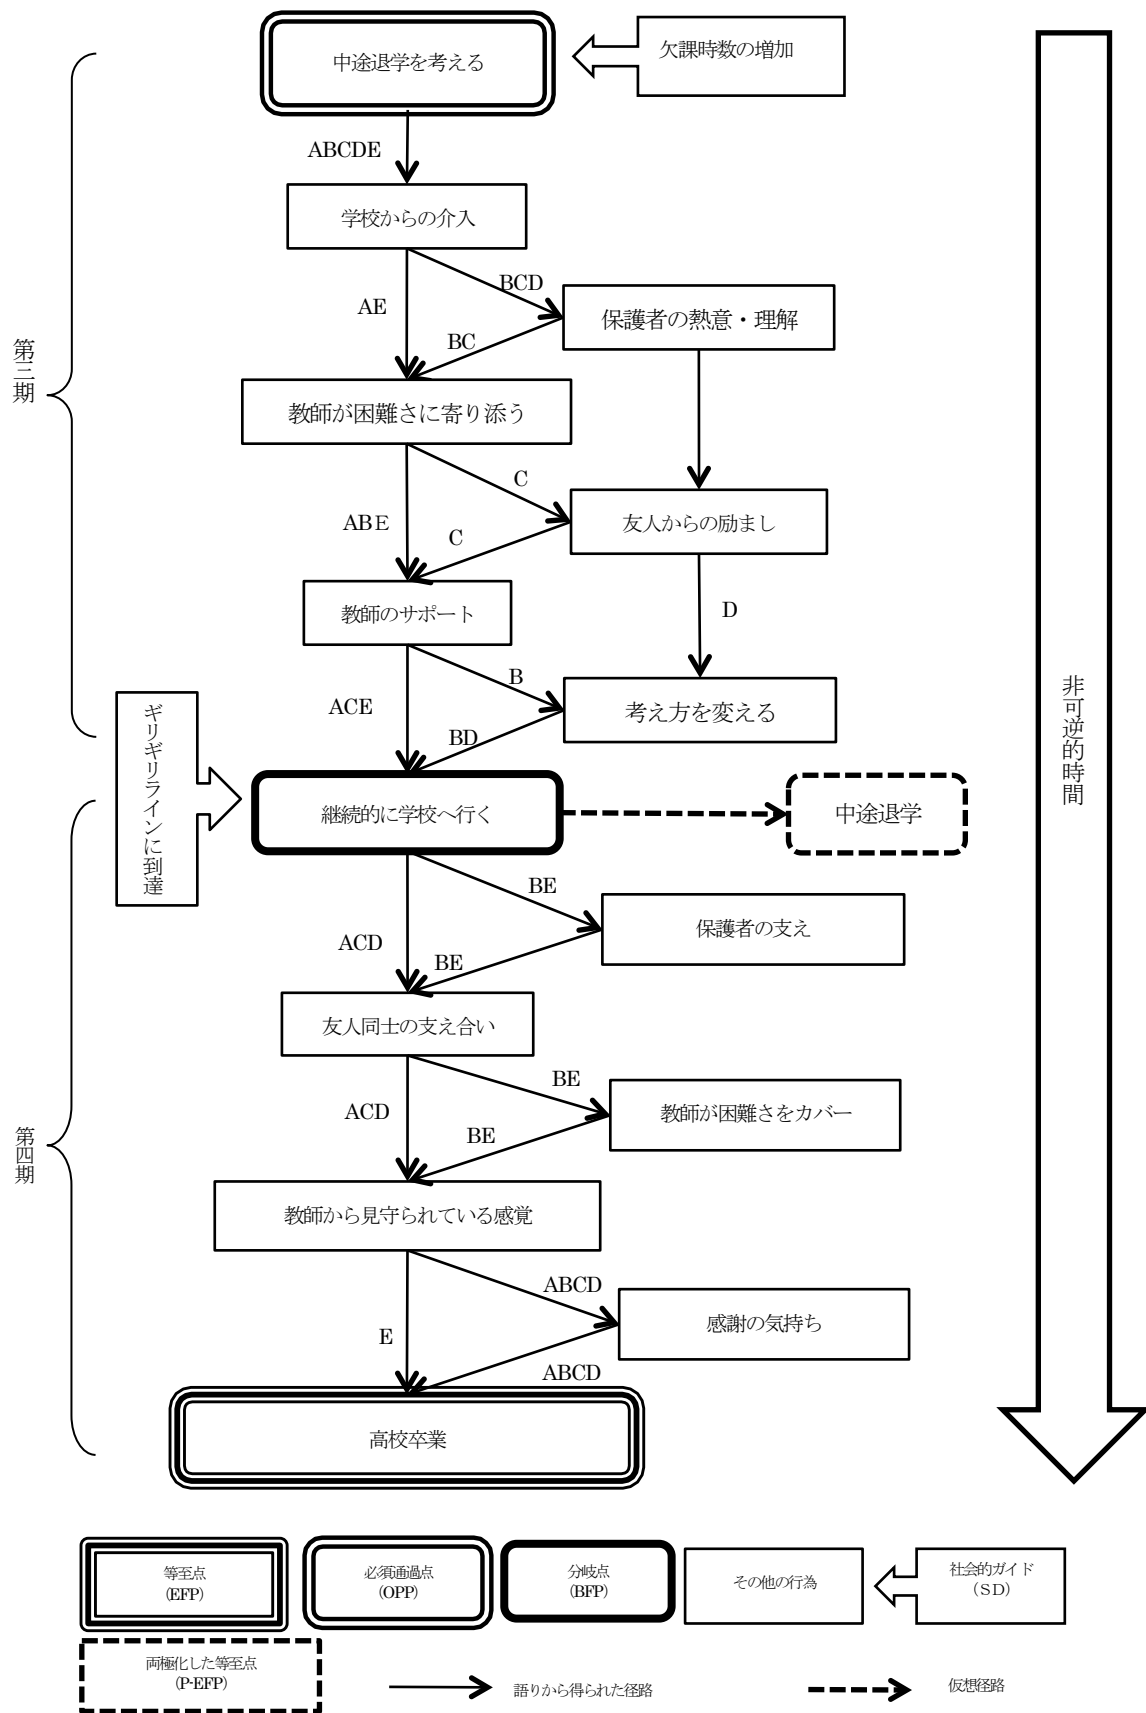 中途退学を考える
欠課時数の増加
ABCDE
学校からの介入
BCD
AE
保護者の熱意・理解
BC
第三期
教師が困難さに寄り添う
C
ABE
友人からの励まし
C
教師のサポート
D
B
ACE
考え方を変える
BD
ギリギリラインに到達
非可逆的時間
継続的に学校へ行く
中途退学
BE
保護者の支え
ACD
BE
友人同士の支え合い
BE
ACD
教師が困難さをカバー
BE
第四期
教師から見守られている感覚
ABCD
感謝の気持ち
E
ABCD
高校卒業
等至点
(EFP)
必須通過点
(OPP)
分岐点
(BFP)
その他の行為
社会的ガイド
(ＳＤ)
両極化した等至点
(P-EFP)
語りから得られた径路
仮想径路